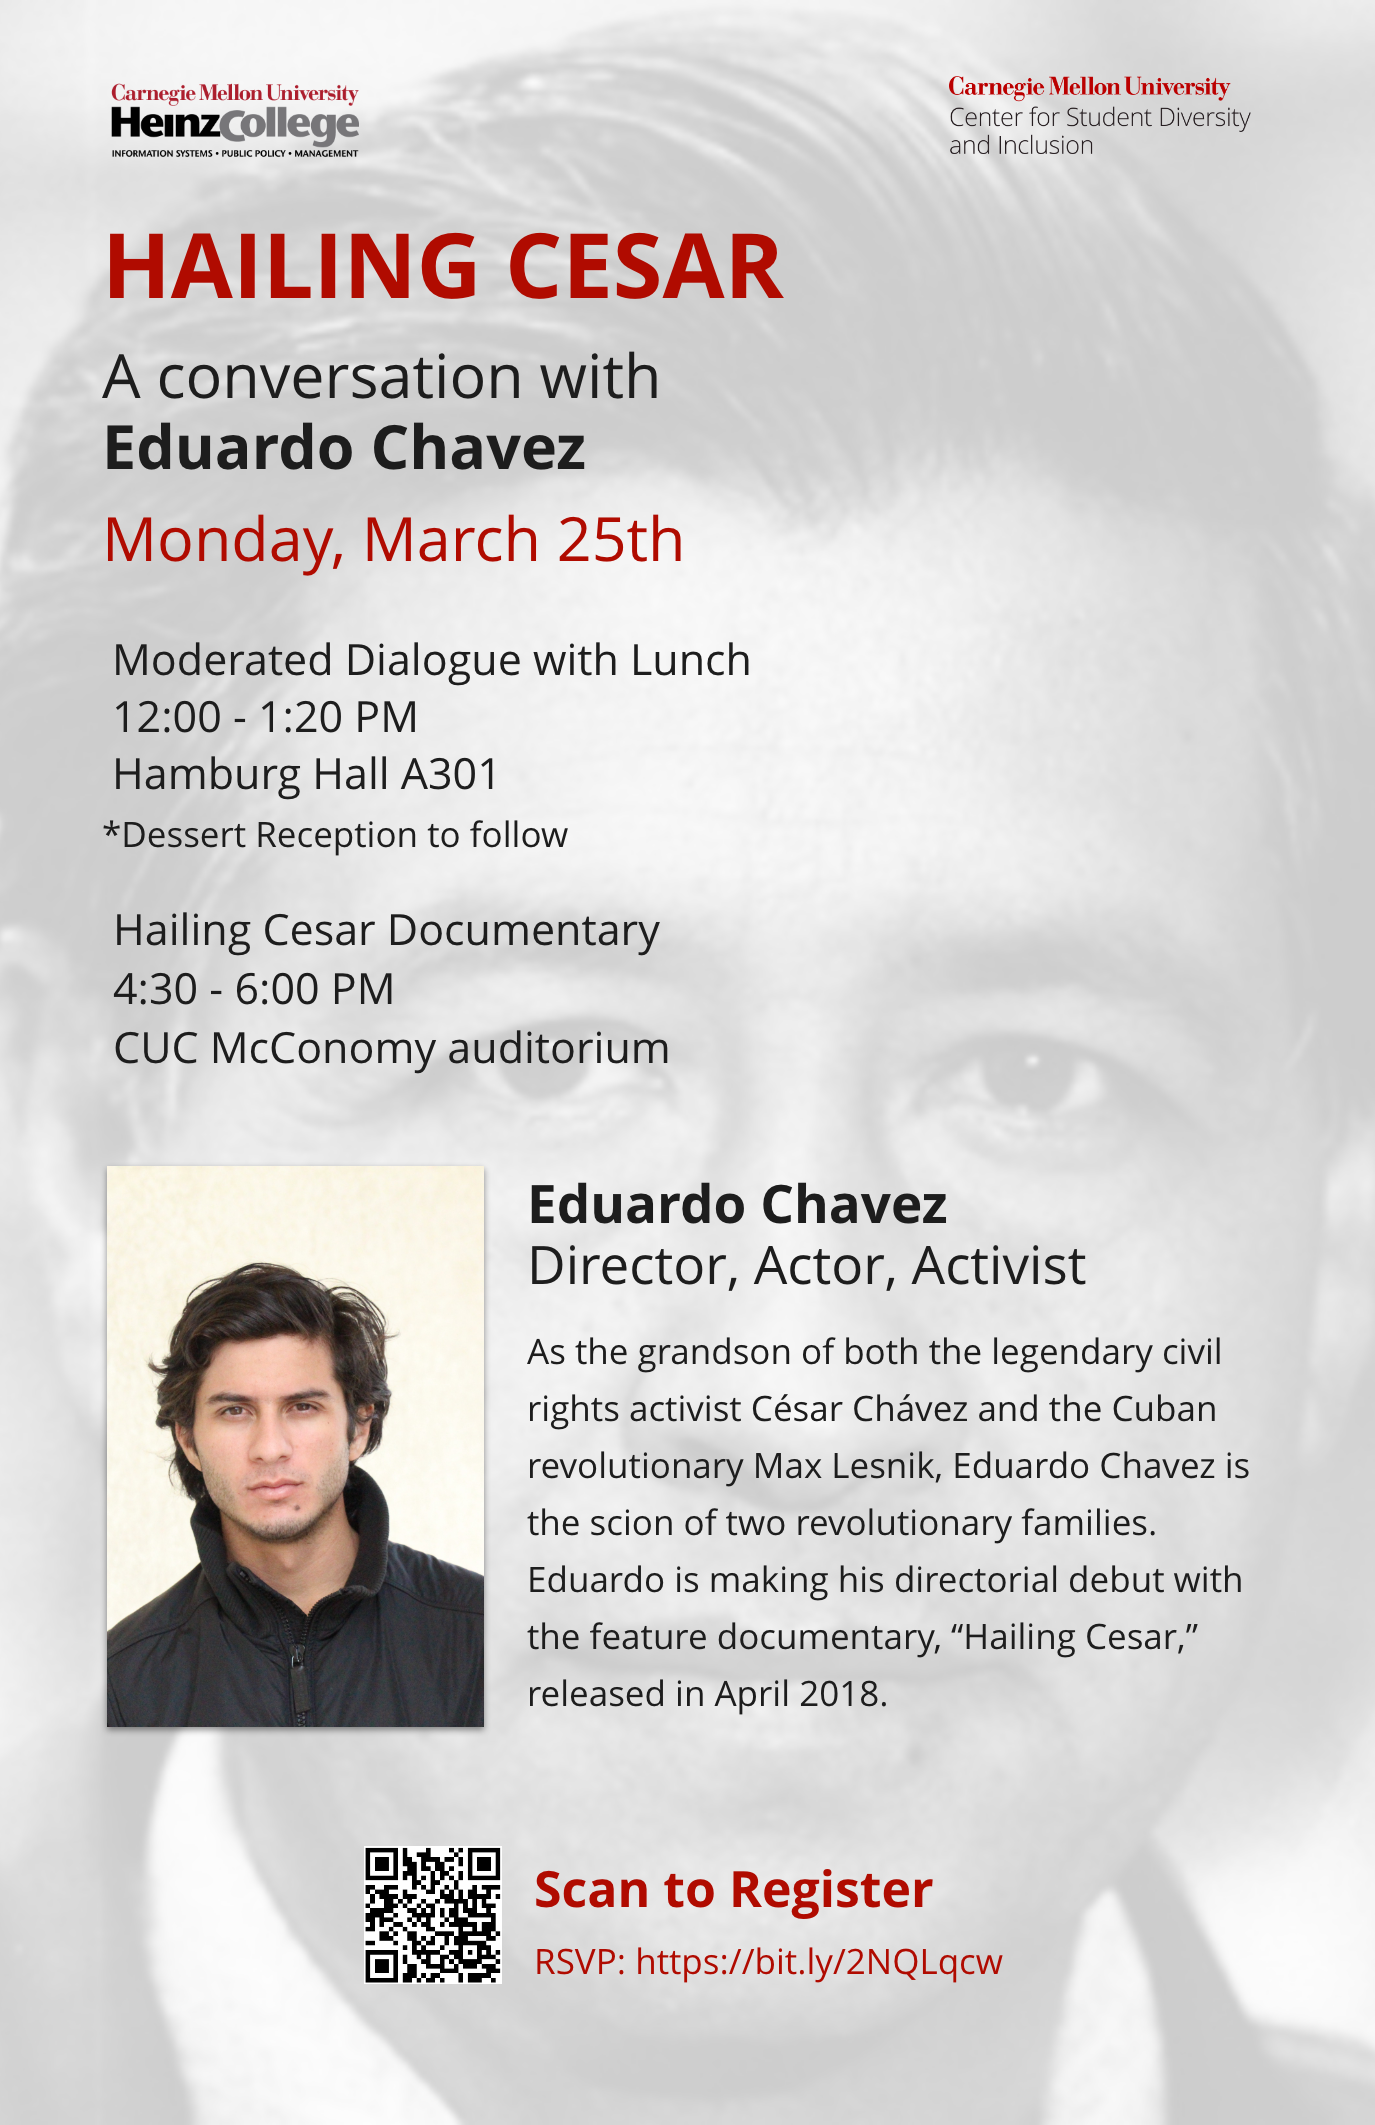 Carnegie Mellon University
HeinzCollege
INFORMATION SYSTEMS • PUBLIC POLICY • MANAGEMENT
Carnegie Mellon University
Center for Student Diversity
and Inclusion
HAILING CESAR
A conversation with
Eduardo Chavez
Monday, March 25th
Moderated Dialogue with Lunch
12:00 - 1:20 PM
Hamburg Hall A301
*Dessert Reception to follow
Hailing Cesar Documentary
4:30 - 6:00 PM
CUC McConomy auditorium
Eduardo Chavez
Director, Actor, Activist
As the grandson of both the legendary civil
rights activist César Chávez and the Cuban
revolutionary Max Lesnik, Eduardo Chavez is
the scion of two revolutionary families.
Eduardo is making his directorial debut with
the feature documentary, “Hailing Cesar,”
released in April 2018.
Scan to Register
RSVP: https://bit.ly/2NQLqcw